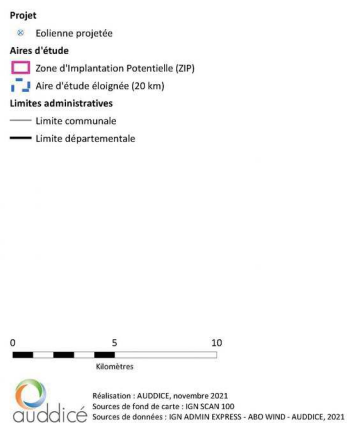 Projet
Eolienne projetée
Aires d'étude
Zone d'Implantation Potentielle (ZIP)
Aire d'étude éloignée (20 km)
Limites administratives
Limite communale
Limite départementale
0 5 10
Kilomètres
auddicé
Réalisation : AUDDICE, novembre 2021
Sources de fond de carte : IGN SCAN 100
Sources de données : IGN ADMIN EXPRESS - ABO WIND - AUDDICE, 2021